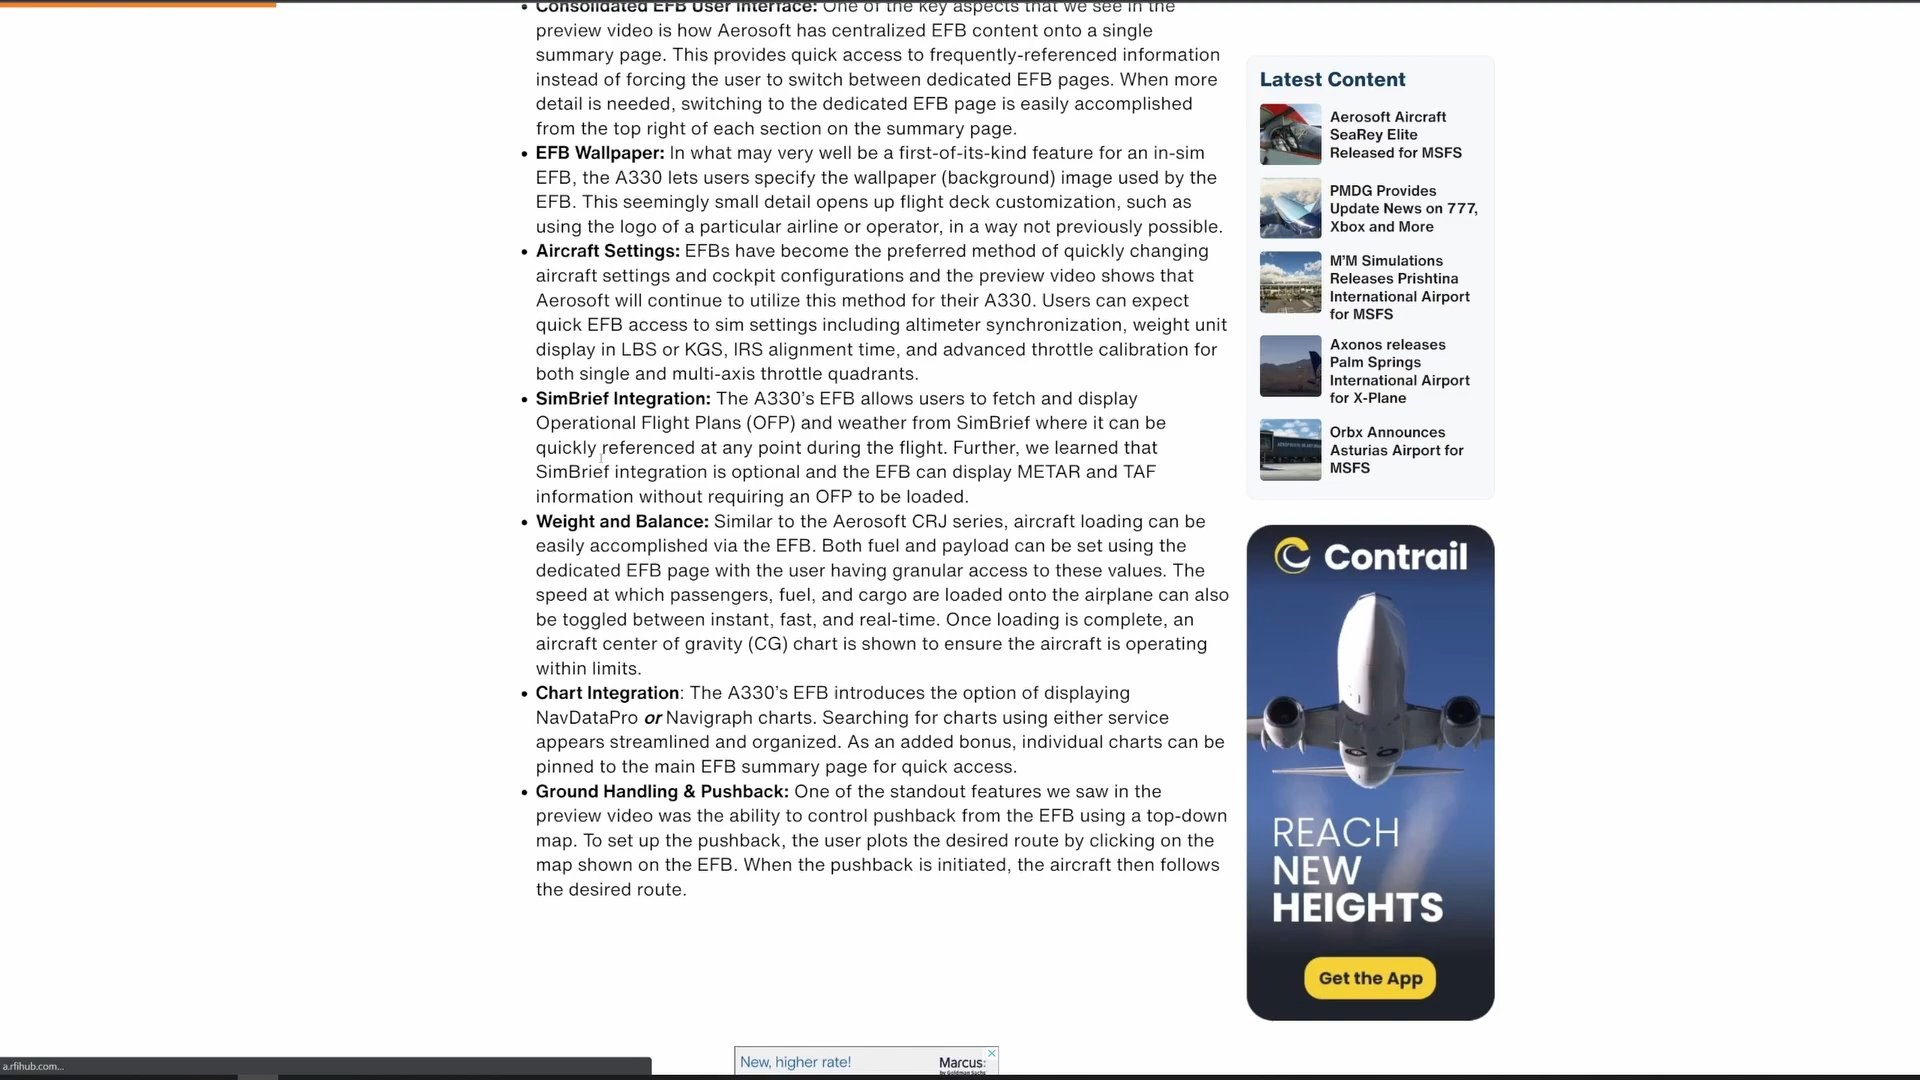 Consolidated EFB User Interface: One of the key aspects that we see in the
preview video is how Aerosoft has centralized EFB content onto a single
summary page. This provides quick access to frequently-referenced information
instead of forcing the user to switch between dedicated EFB pages. When more
detail is needed, switching to the dedicated EFB page is easily accomplished
from the top right of each section on the summary page.
EFB Wallpaper: In what may very well be a first-of-its-kind feature for an in-sim
EFB, the A330 lets users specify the wallpaper (background) image used by the
EFB. This seemingly small detail opens up flight deck customization, such as
using the logo of a particular airline or operator, in a way not previously possible.
Aircraft Settings: EFBs have become the preferred method of quickly changing
aircraft settings and cockpit configurations and the preview video shows that
Aerosoft will continue to utilize this method for their A330. Users can expect
quick EFB access to sim settings including altimeter synchronization, weight unit
display in LBS or KGS, IRS alignment time, and advanced throttle calibration for
both single and multi-axis throttle quadrants.
SimBrief Integration: The A330's EFB allows users to fetch and display
Operational Flight Plans (OFP) and weather from SimBrief where it can be
quickly referenced at any point during the flight. Further, we learned that
SimBrief integration is optional and the EFB can display METAR and TAF
information without requiring an OFP to be loaded.
Weight and Balance: Similar to the Aerosoft CRJ series, aircraft loading can be
easily accomplished via the EFB. Both fuel and payload can be set using the
dedicated EFB page with the user having granular access to these values. The
speed at which passengers, fuel, and cargo are loaded onto the airplane can also
be toggled between instant, fast, and real-time. Once loading is complete, an
aircraft center of gravity (CG) chart is shown to ensure the aircraft is operating
within limits.
Chart Integration: The A330's EFB introduces the option of displaying
NavDataPro or Navigraph charts. Searching for charts using either service
appears streamlined and organized. As an added bonus, individual charts can be
pinned to the main EFB summary page for quick access.
Ground Handling & Pushback: One of the standout features we saw in the
preview video was the ability to control pushback from the EFB using a top-down
map. To set up the pushback, the user plots the desired route by clicking on the
map shown on the EFB. When the pushback is initiated, the aircraft then follows
the desired route.
Latest Content
Aerosoft Aircraft
SeaRey Elite
Released for MSFS
PMDG Provides
Update News on 777,
Xbox and More
M'M Simulations
Releases Prishtina
International Airport
for MSFS
Axonos releases
Palm Springs
International Airport
for X-Plane
Orbx Announces
Asturias Airport for
MSFS
Contrail
REACH
NEW
HEIGHTS
Get the App
a.rfihub.com...
New, higher rate!
Marcus:
by Goldman Sachs